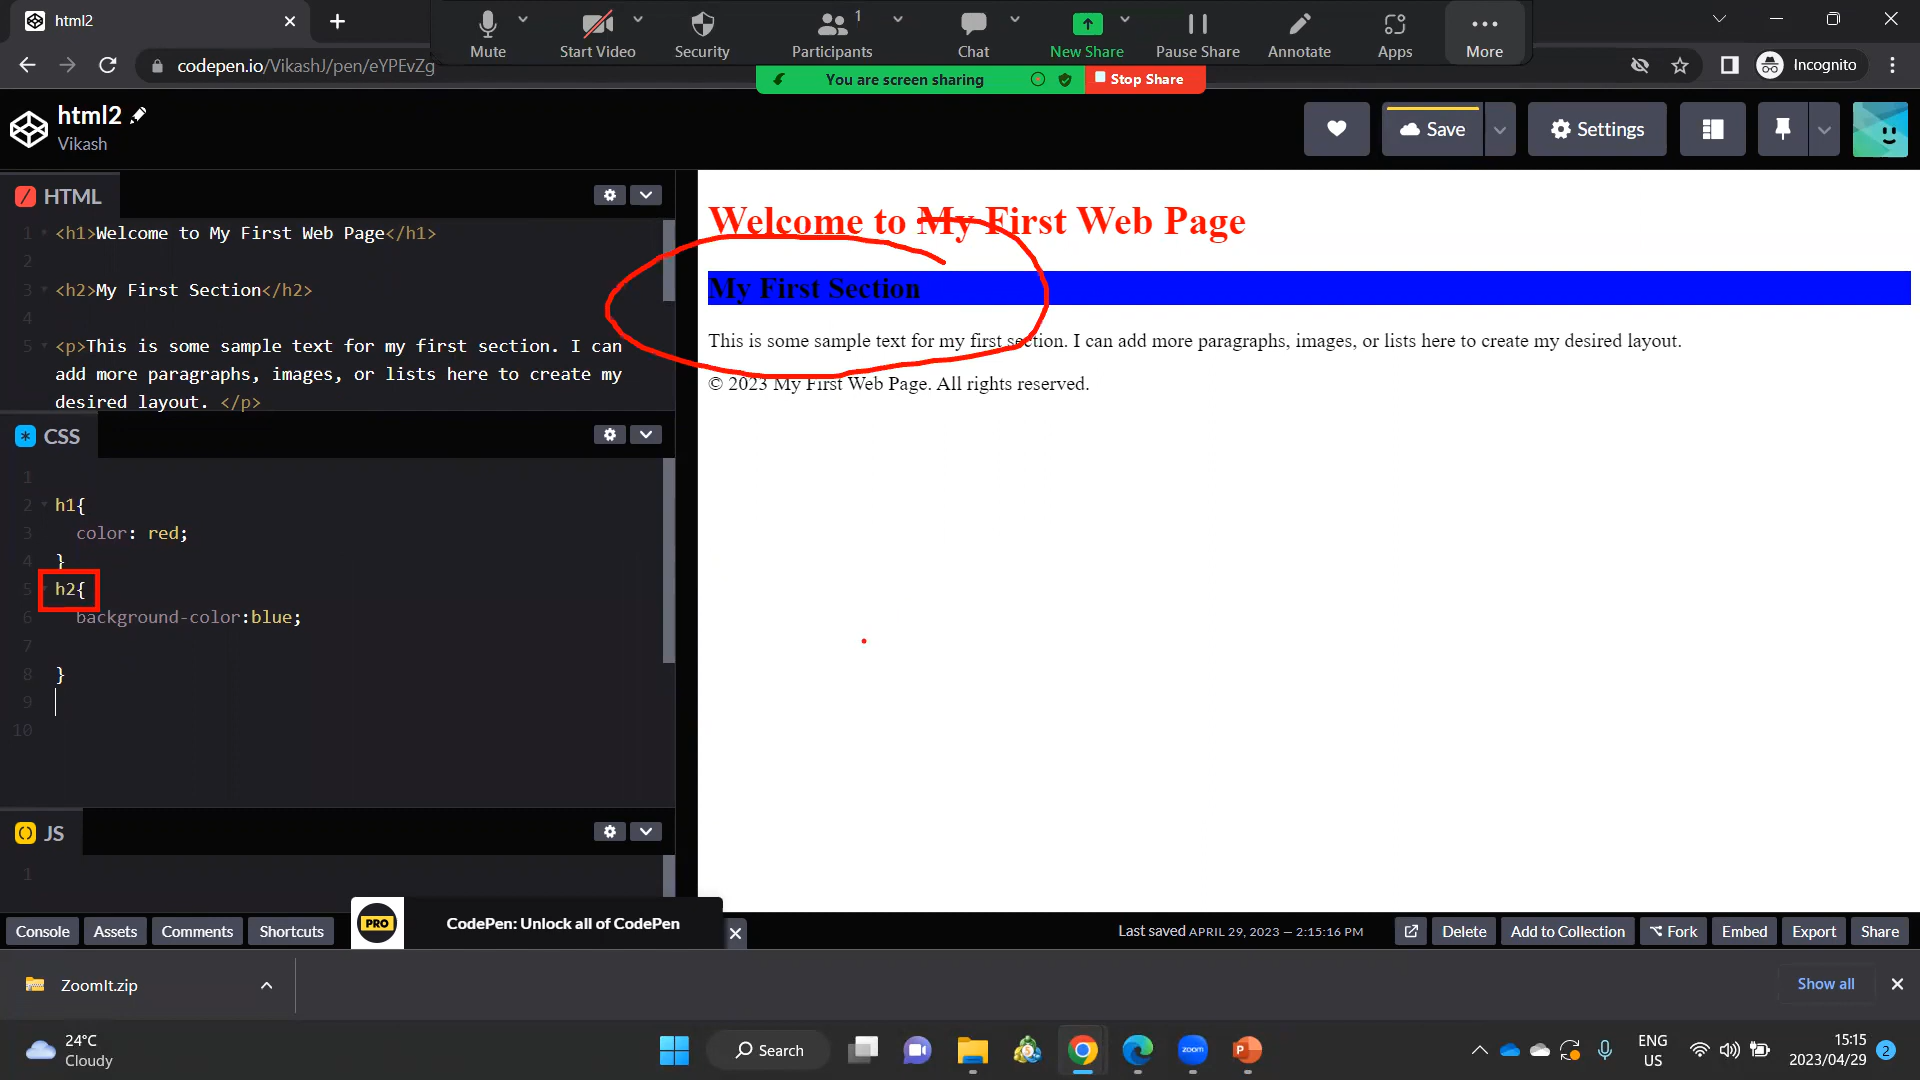 html2
Mute
Start Video
Security
Participants
1
Chat
New Share
Pause Share
Annotate
Apps
More
codepen.io/VikashJ/pen/eYPEvZg
You are screen sharing
Stop Share
Incognito
html2
Vikash
Save
Settings
HTML
1 <h1>Welcome to My First Web Page</h1>
2
3 <h2>My First Section</h2>
4
5 <p>This is some sample text for my first section. I can
add more paragraphs, images, or lists here to create my
desired layout. </p>
CSS
1
2 h1{
3 color: red;
4 }
5 h2{
6 background-color:blue;
7
8 }
9
10
JS
1
Welcome to My First Web Page
My First Section
This is some sample text for my first section. I can add more paragraphs, images, or lists here to create my desired layout.
© 2023 My First Web Page. All rights reserved.
Console
Assets
Comments
Shortcuts
PRO
CodePen: Unlock all of CodePen
Last saved APRIL 29, 2023 — 2:15:16 PM
Delete
Add to Collection
Fork
Embed
Export
Share
ZoomIt.zip
Show all
24°C
Cloudy
Search
zoom
P
ENG
US
15:15
2023/04/29
2